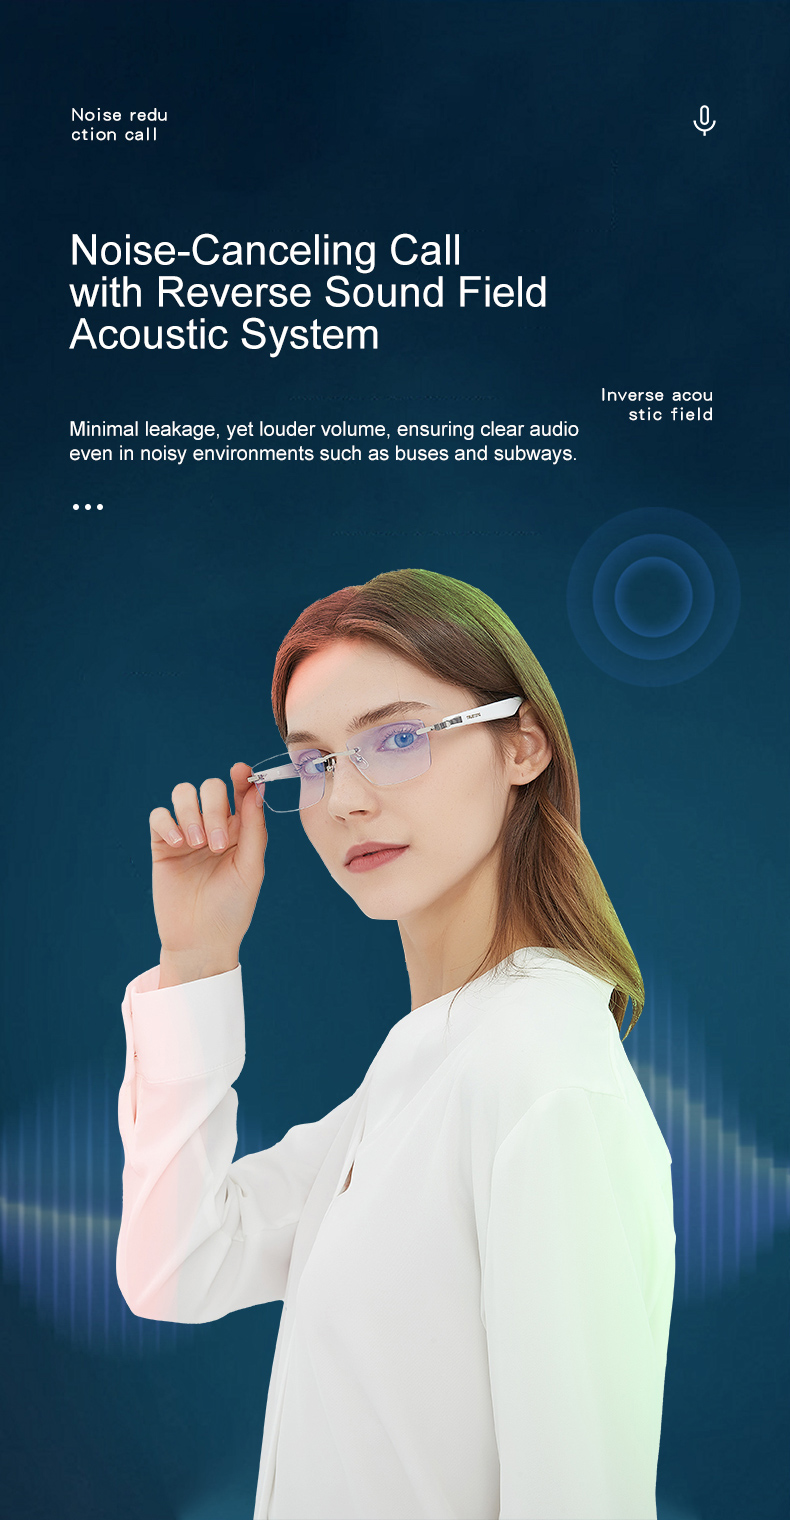 Noise redu
ction call
Noise-Canceling Call
with Reverse Sound Field
Acoustic System
Inverse acou
stic field
Minimal leakage, yet louder volume, ensuring clear audio
even in noisy environments such as buses and subways.